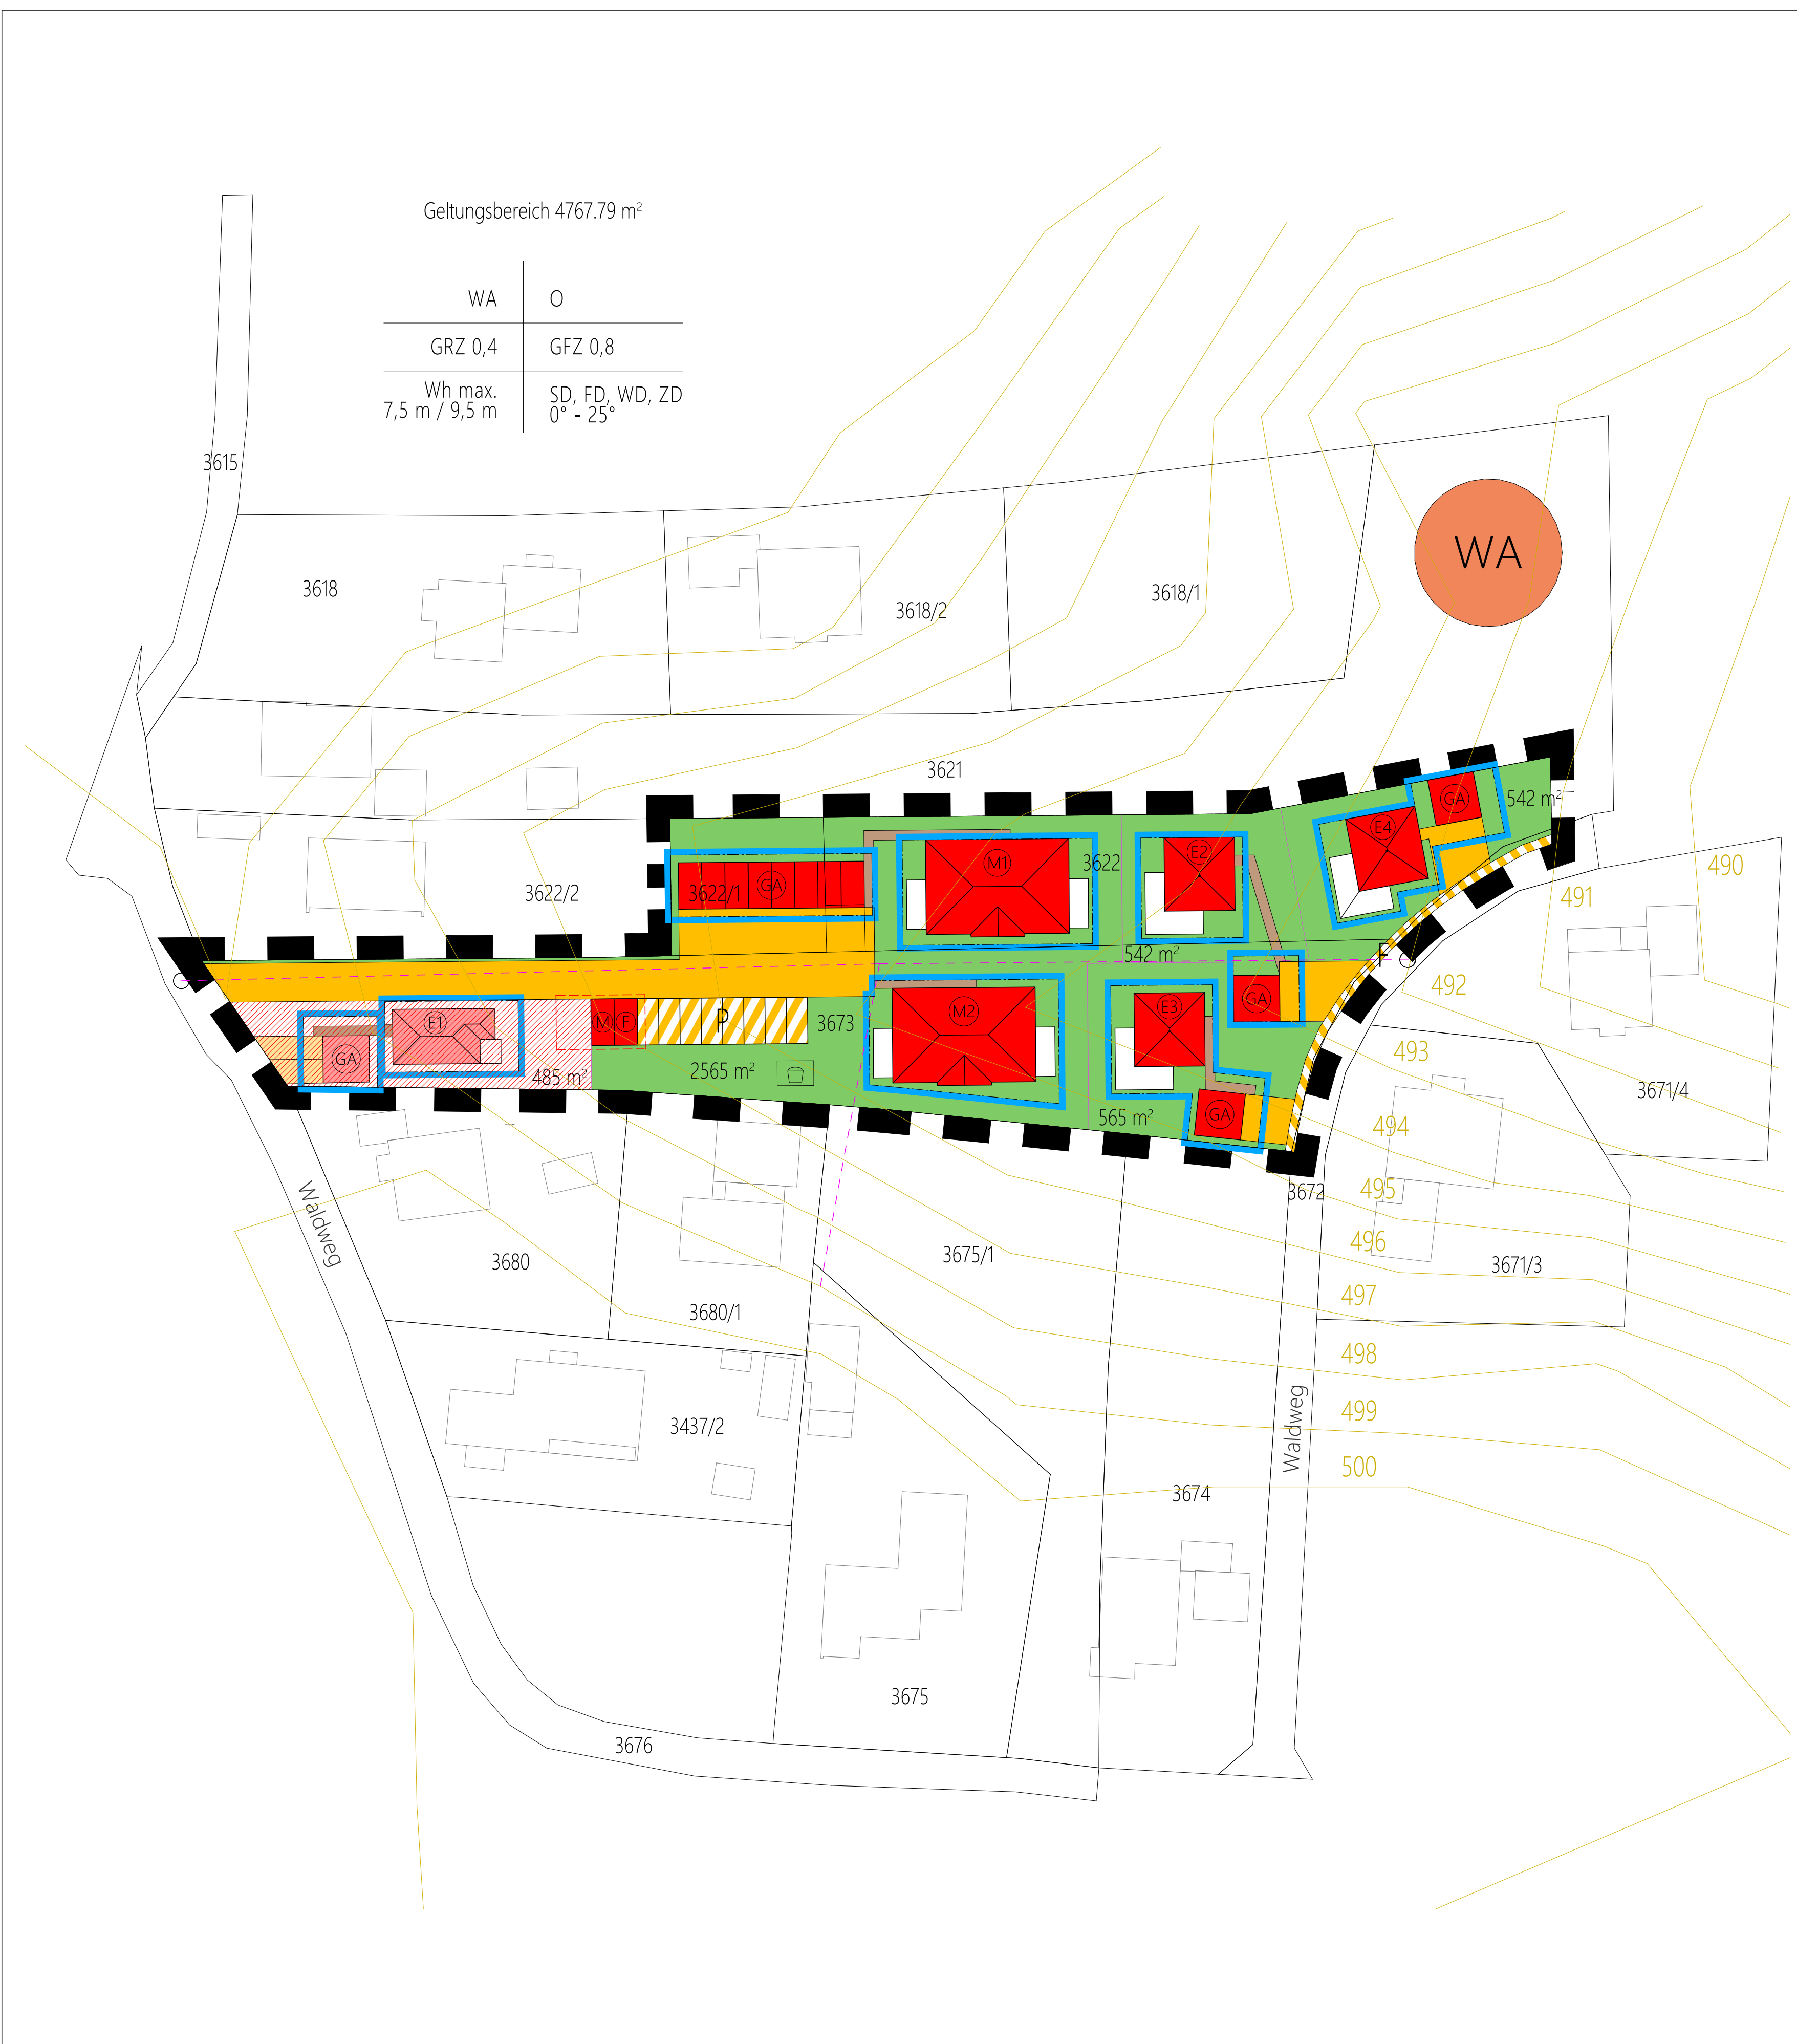 Geltungsbereich 4767.79 m²
WA
O
GRZ 0,4
GFZ 0,8
Wh max.
7,5 m / 9,5 m
SD, FD, WD, ZD
0° - 25°
3615
3618
3618/2
3618/1
WA
3621
GA
542 m²
E4
M1
3622
E2
490
491
3622/2
3622/1
GA
542 m²
F
492
E1
GA
M
F
P
3673
M2
E3
GA
493
485 m²
2565 m²
565 m²
GA
494
3671/4
Waldweg
3672
495
3680
3675/1
496
3671/3
3680/1
497
498
499
3437/2
Waldweg
500
3674
3675
3676